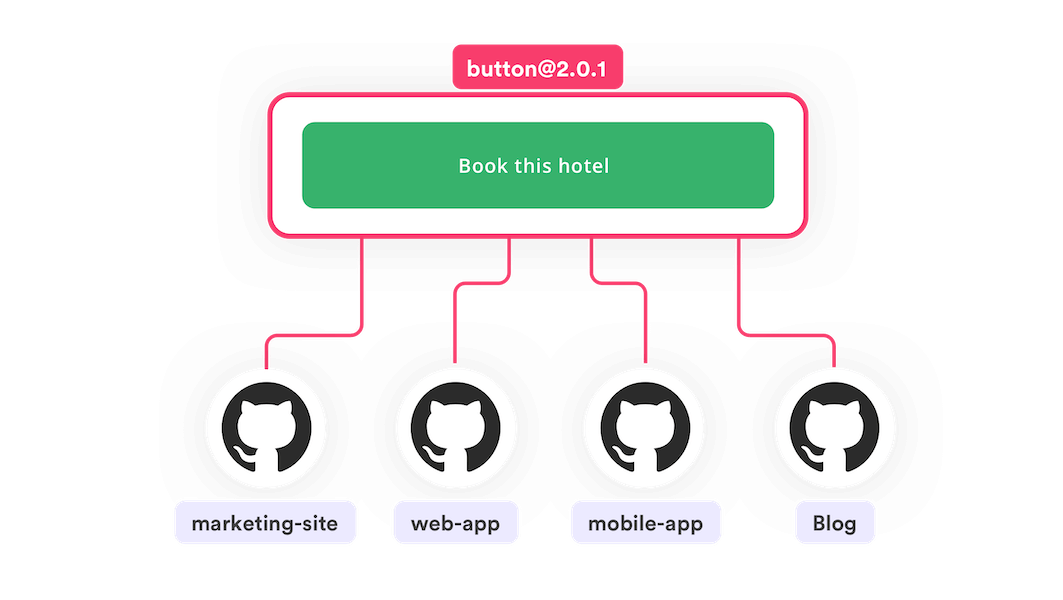 button@2.0.1
Book this hotel
marketing-site
web-app
mobile-app
Blog